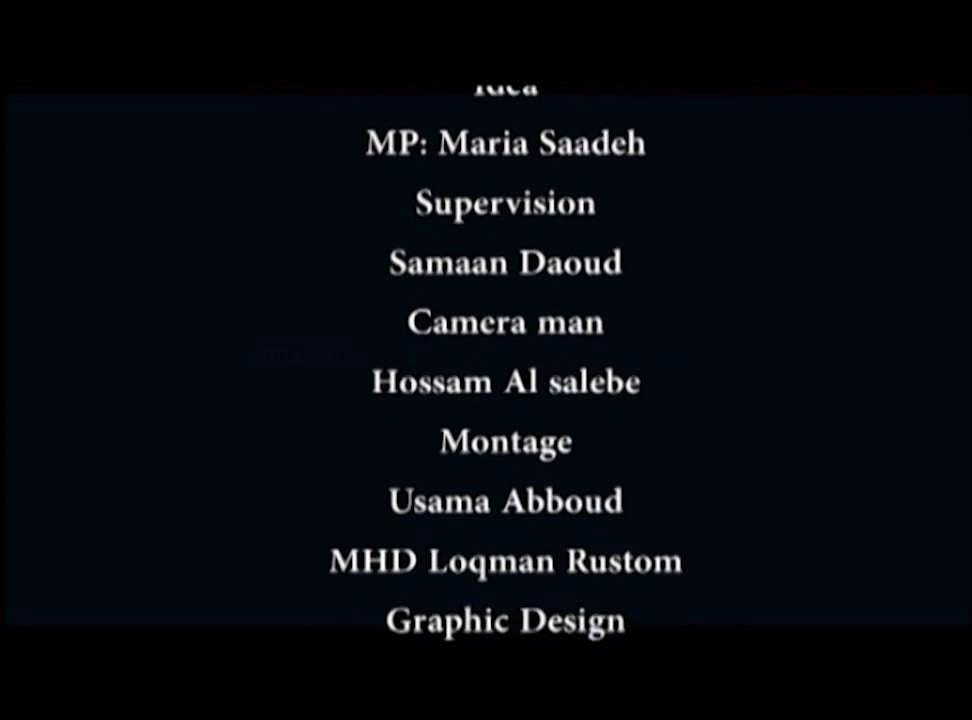 Idea
MP: Maria Saadeh
Supervision
Samaan Daoud
Camera man
Hossam Al salebe
Montage
Usama Abboud
MHD Loqman Rustom
Graphic Design